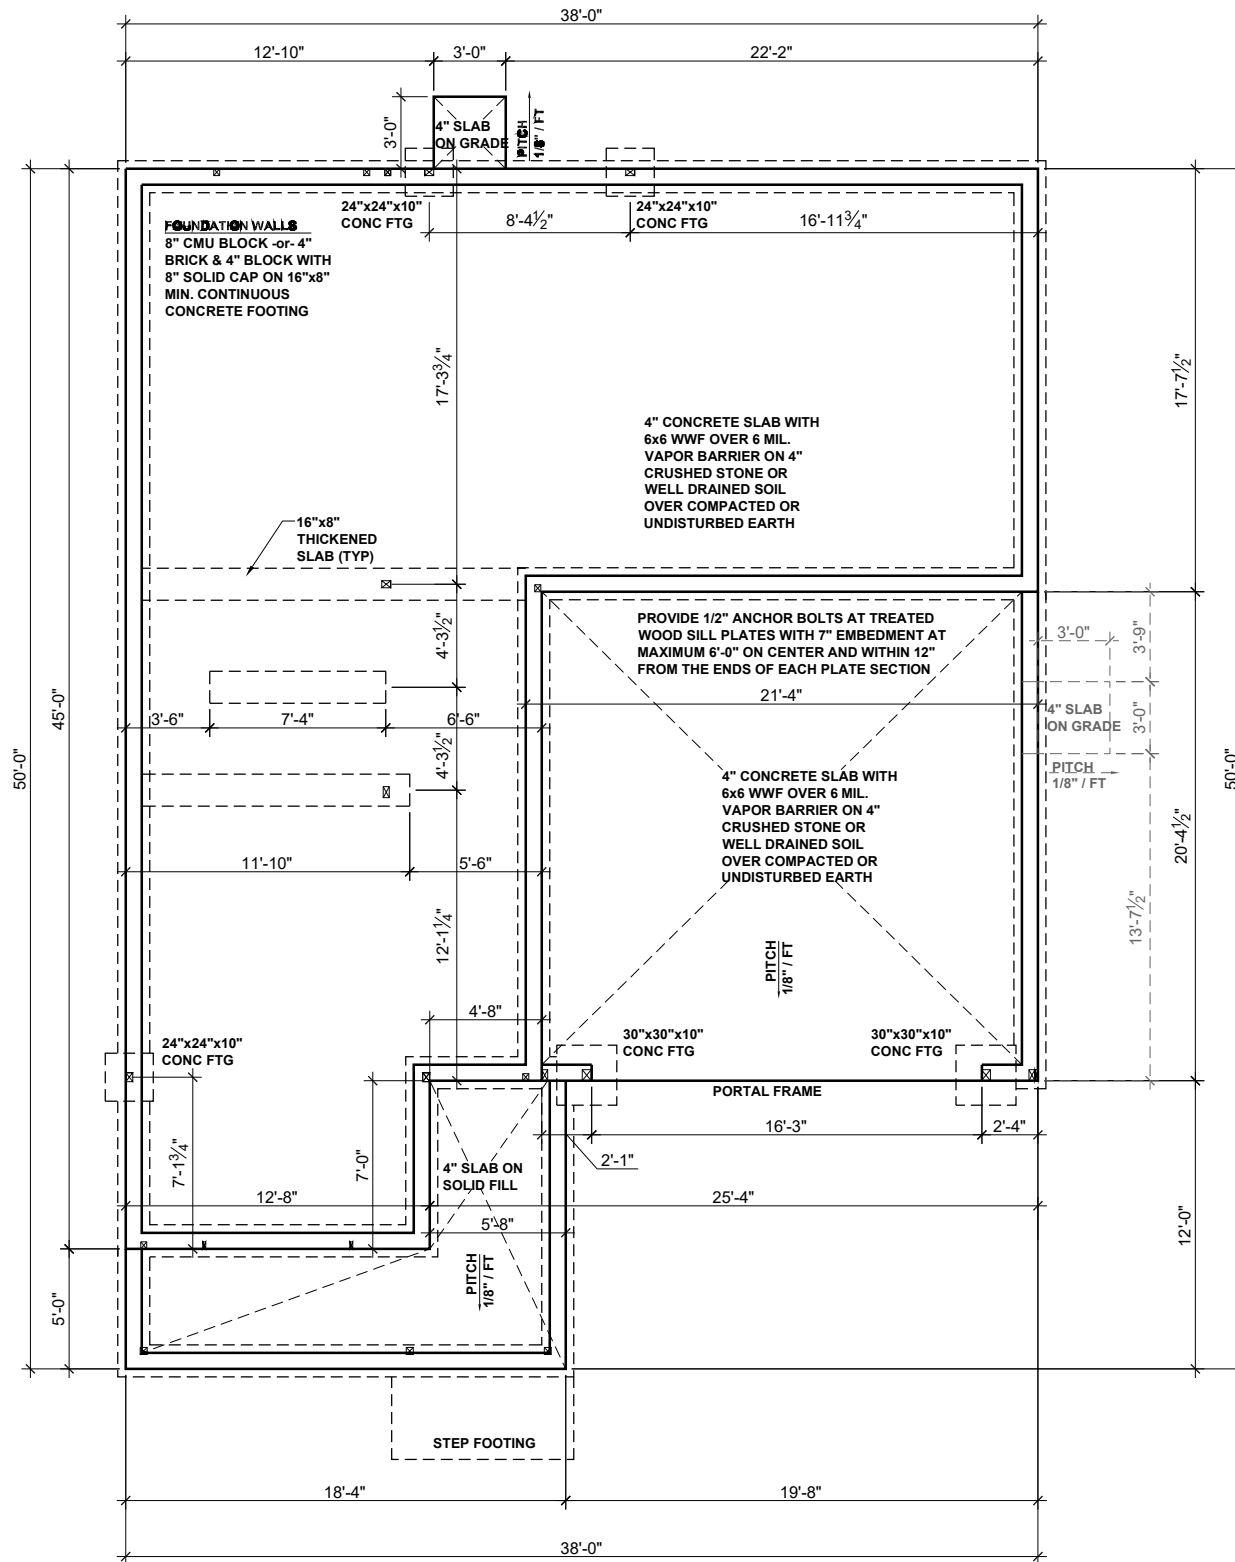 38'-0"
12'-10"
3'-0"
22'-2"
3'-0"
4" SLAB
ON GRADE
PITCH
1/8" / FT
24"x24"x10"
CONC FTG
8'-4½"
24"x24"x10"
CONC FTG
16'-11¾"
FOUNDATION WALLS
8" CMU BLOCK -or- 4"
BRICK & 4" BLOCK WITH
8" SOLID CAP ON 16"x8"
MIN. CONTINUOUS
CONCRETE FOOTING
17'-3¾"
17'-7½"
4" CONCRETE SLAB WITH
6x6 WWF OVER 6 MIL.
VAPOR BARRIER ON 4"
CRUSHED STONE OR
WELL DRAINED SOIL
OVER COMPACTED OR
UNDISTURBED EARTH
16"x8"
THICKENED
SLAB (TYP)
PROVIDE 1/2" ANCHOR BOLTS AT TREATED
WOOD SILL PLATES WITH 7" EMBEDMENT AT
MAXIMUM 6'-0" ON CENTER AND WITHIN 12"
FROM THE ENDS OF EACH PLATE SECTION
4'-3½"
3'-0"
3'-9"
21'-4"
45'-0"
3'-6"
7'-4"
6'-6"
4" SLAB
ON GRADE
3'-0"
50'-0"
4'-3½"
PITCH
1/8" / FT
50'-0"
4" CONCRETE SLAB WITH
6x6 WWF OVER 6 MIL.
VAPOR BARRIER ON 4"
CRUSHED STONE OR
WELL DRAINED SOIL
OVER COMPACTED OR
UNDISTURBED EARTH
20'-4½"
11'-10"
5'-6"
12'-1¼"
13'-7½"
PITCH
1/8" / FT
4'-8"
24"x24"x10"
CONC FTG
30"x30"x10"
CONC FTG
30"x30"x10"
CONC FTG
PORTAL FRAME
16'-3"
2'-4"
7'-1¾"
7'-0"
4" SLAB ON
SOLID FILL
2'-1"
12'-8"
25'-4"
5'-8"
12'-0"
PITCH
1/8" / FT
5'-0"
STEP FOOTING
18'-4"
19'-8"
38'-0"